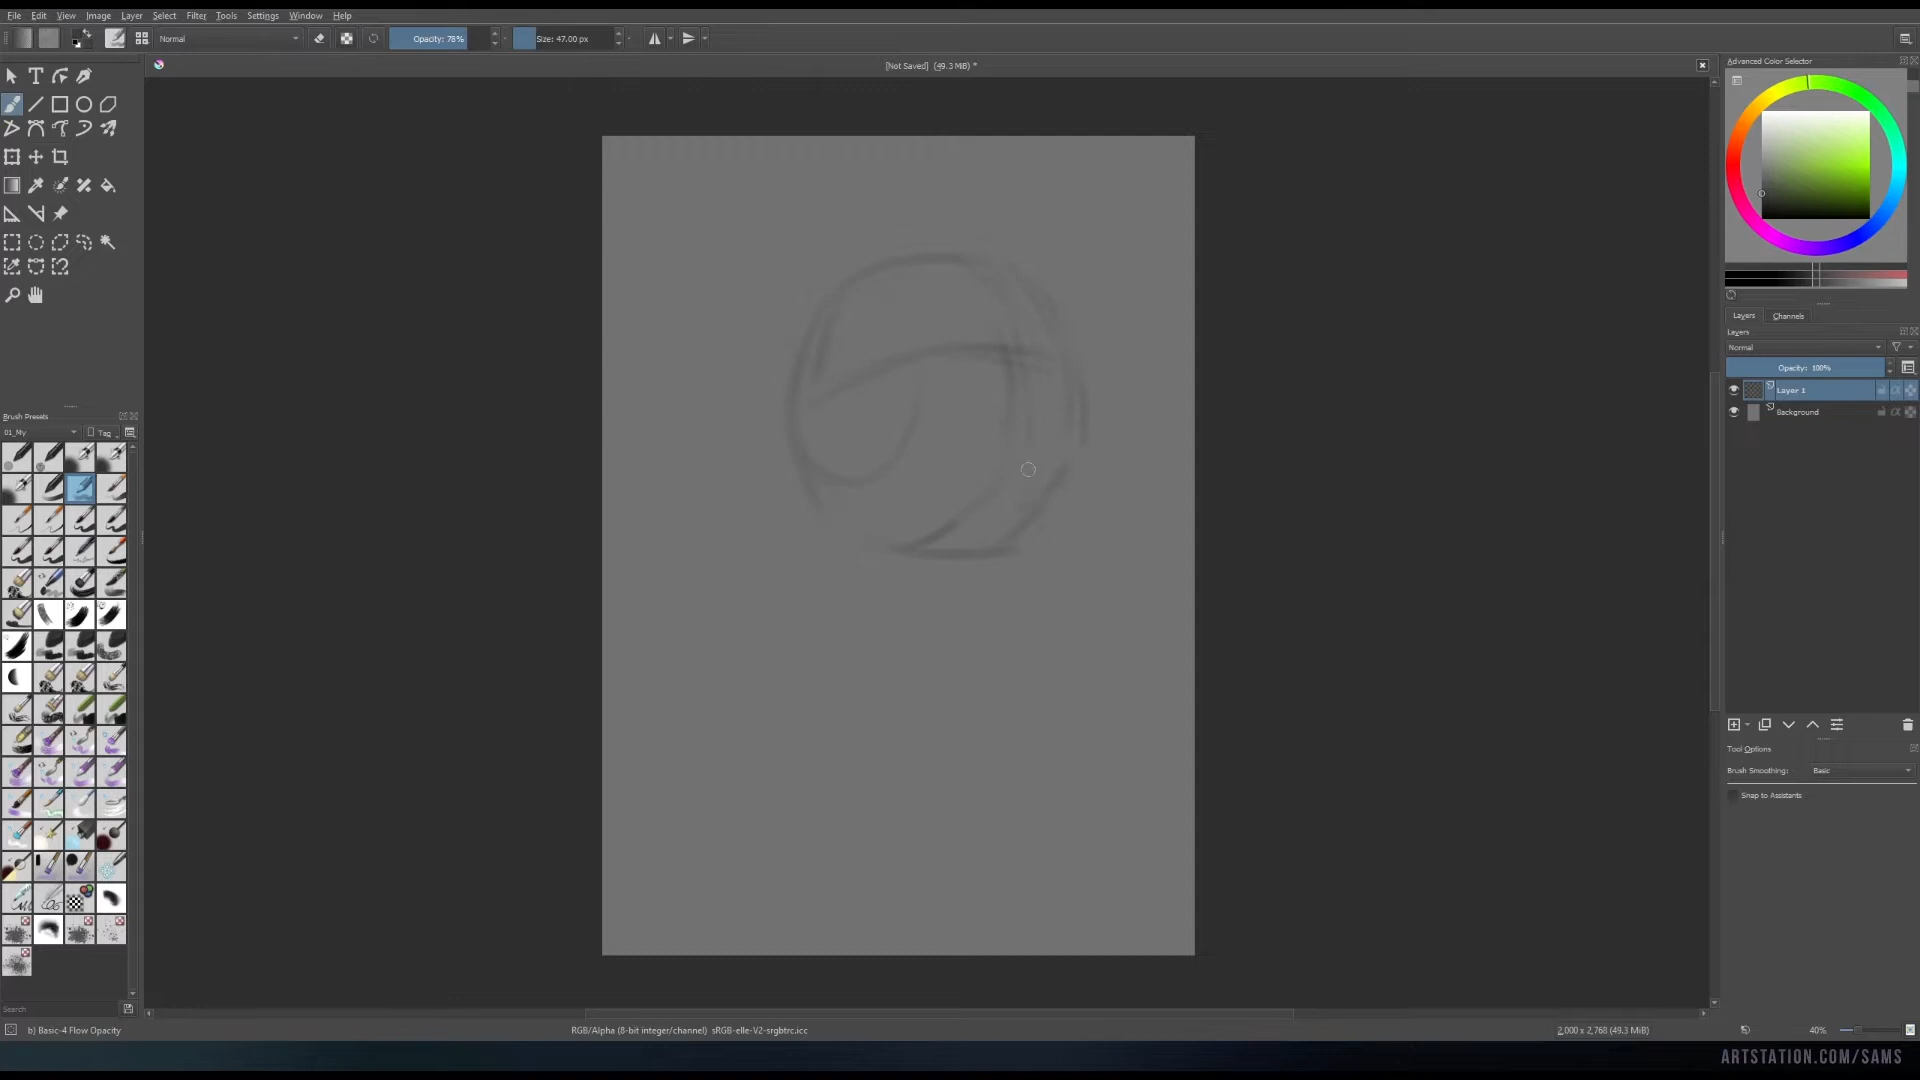 File Edit View Image Layer Select Filter Tools Settings Window Help
Normal
Opacity: 78%
Size: 47.00 px
[Not Saved] (49.3 MiB) *
Advanced Color Selector
Layers Channels
Layers
Normal
Opacity: 100%
Layer 1
Background
Brush Presets
01_My
Tag
Tool Options
Brush Smoothing: Basic
Snap to Assistants
Search
b) Basic-4 Flow Opacity
RGB/Alpha (8-bit integer/channel) sRGB-elle-V2-srgbtrc.icc
2,000 x 2,768 (49.3 MiB)
40%
ARTSTATION.COM/SAMS